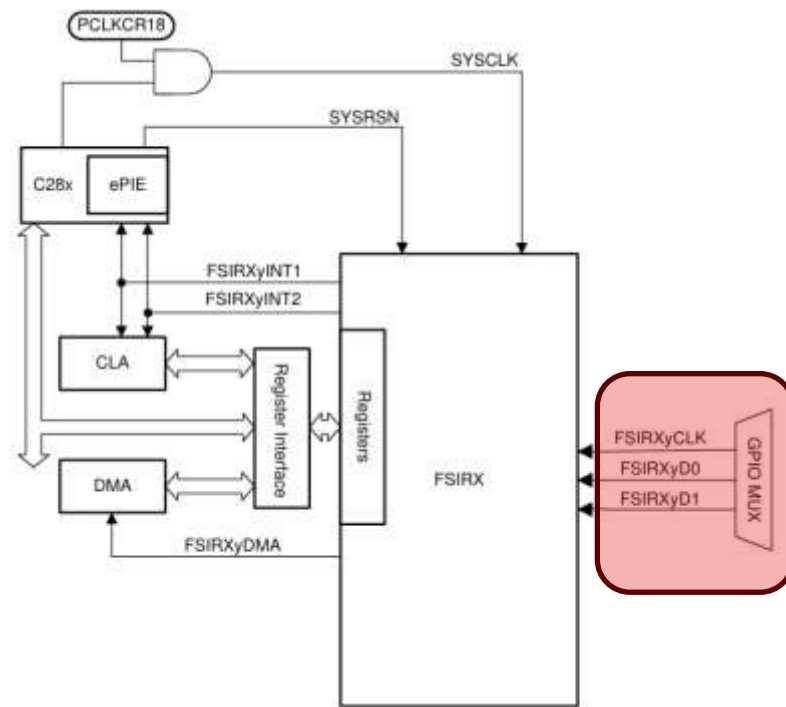 PCLKCR18
SYSCLK
SYSRSN
C28x
ePIE
FSIRXyINT1
FSIRXyINT2
CLA
Register Interface
Registers
FSIRX
FSIRXyCLK
FSIRXyD0
FSIRXyD1
GPIO MUX
DMA
FSIRXyDMA